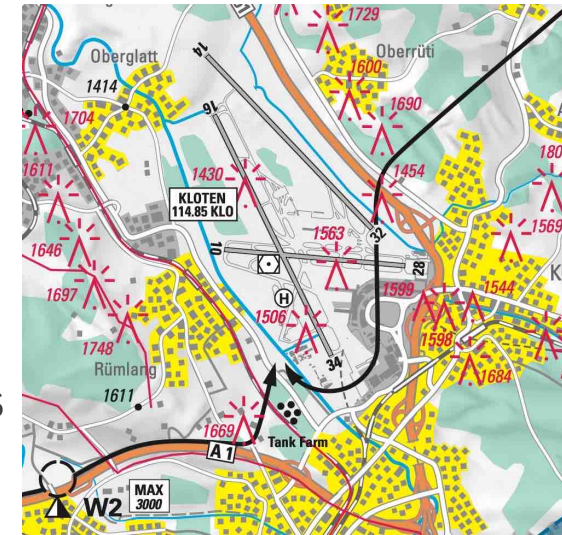 1729
Oberglatt
14
Oberrüti
1600
1414
16
1690
1704
1611
1430
1454
180
KLOTEN
114.85 KLO
1569
1646
10
1563
32
28
1697
H
K
1599
1544
1748
1506
1598
Rümlang
34
1684
1611
1669
Tank Farm
A 1
MAX
3000
W2